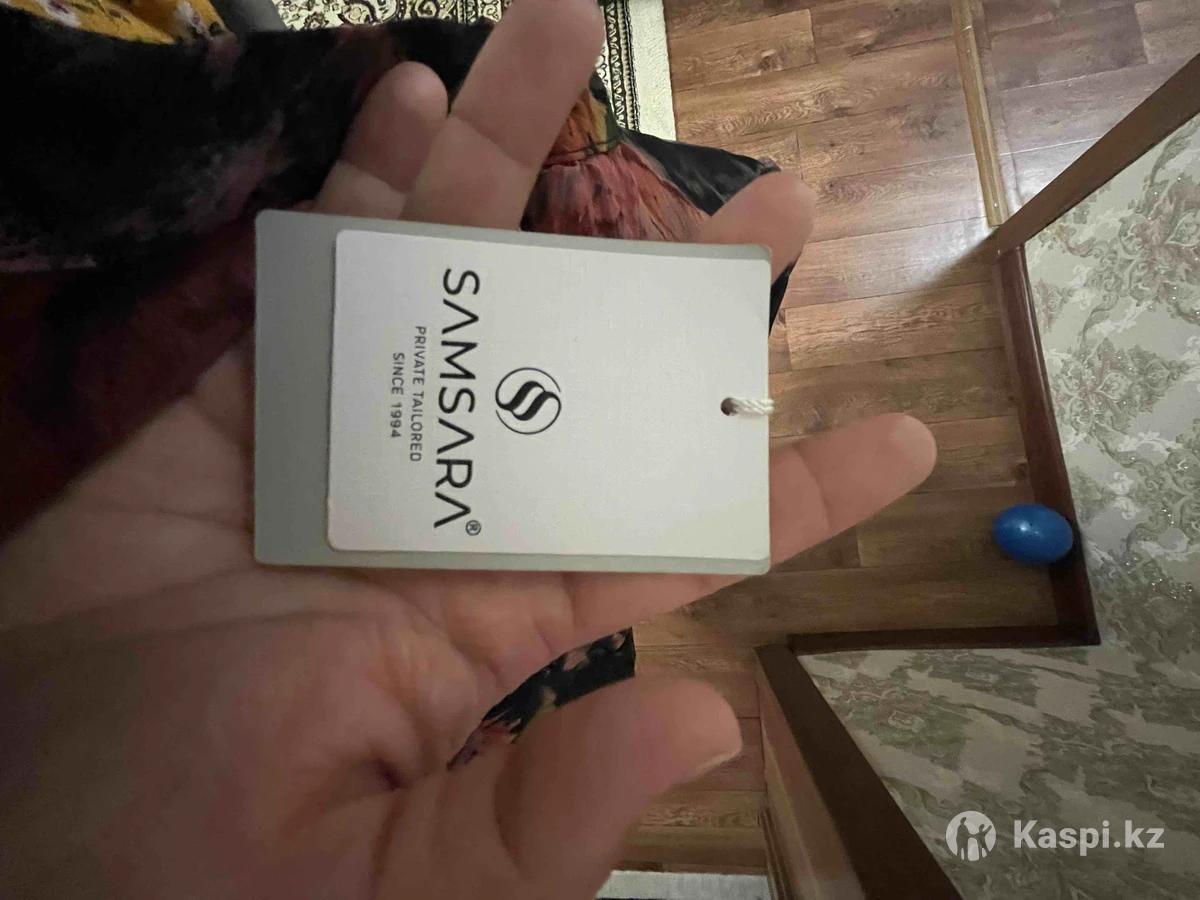 SAMSARA®
PRIVATE TAILORED
SINCE 1994
Kaspi.kz